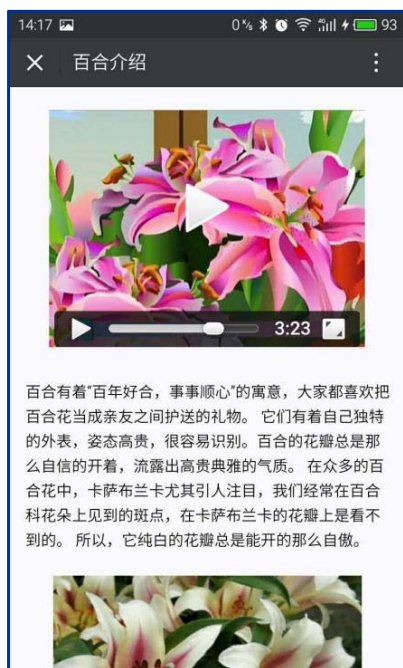 14:17 0 K/s 4G 93
百合介绍
3:23
百合有着"百年好合，事事顺心"的寓意，大家都喜欢把
百合花当成亲友之间护送的礼物。 它们有着自己独特
的外表，姿态高贵，很容易识别。百合的花瓣总是那
么自信的开着，流露出高贵典雅的气质。 在众多的百
合花中，卡萨布兰卡尤其引人注目，我们经常在百合
科花朵上见到的斑点，在卡萨布兰卡的花瓣上是看不
到的。 所以，它纯白的花瓣总是能开的那么自傲。